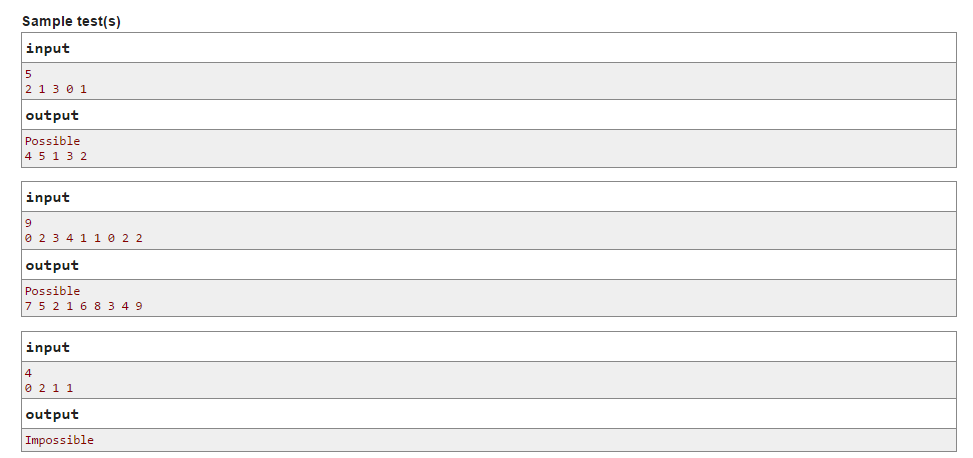 Sample test(s)
input
5
2 1 3 0 1
output
Possible
4 5 1 3 2
input
9
0 2 3 4 1 1 0 2 2
output
Possible
7 5 2 1 6 8 3 4 9
input
4
0 2 1 1
output
Impossible